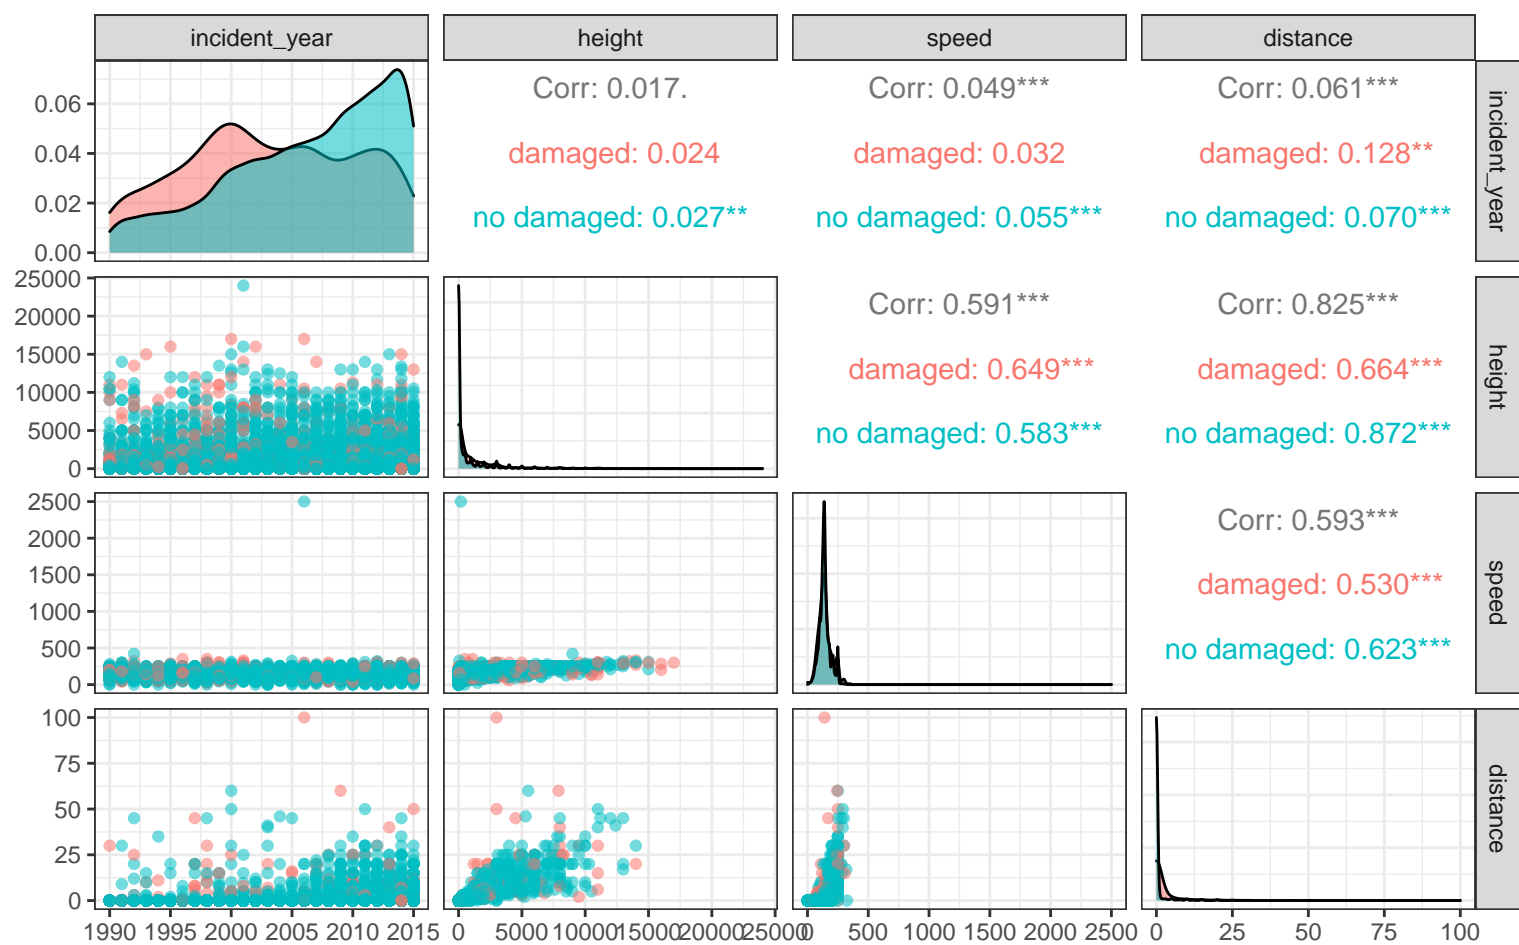 incident_year height speed distance
0.06
0.04
0.02
0.00
Corr: 0.017.
damaged: 0.024
no damaged: 0.027**
Corr: 0.049***
damaged: 0.032
no damaged: 0.055***
Corr: 0.061***
damaged: 0.128**
no damaged: 0.070***
incident_year
25000
20000
15000
10000
5000
0
Corr: 0.591***
damaged: 0.649***
no damaged: 0.583***
Corr: 0.825***
damaged: 0.664***
no damaged: 0.872***
height
2500
2000
1500
1000
500
0
Corr: 0.593***
damaged: 0.530***
no damaged: 0.623***
speed
100
75
50
25
0
distance
1990 1995 2000 2005 2010 2015 0 5000 10000 15000 20000 25000 0 500 1000 1500 2000 2500 0 25 50 75 100